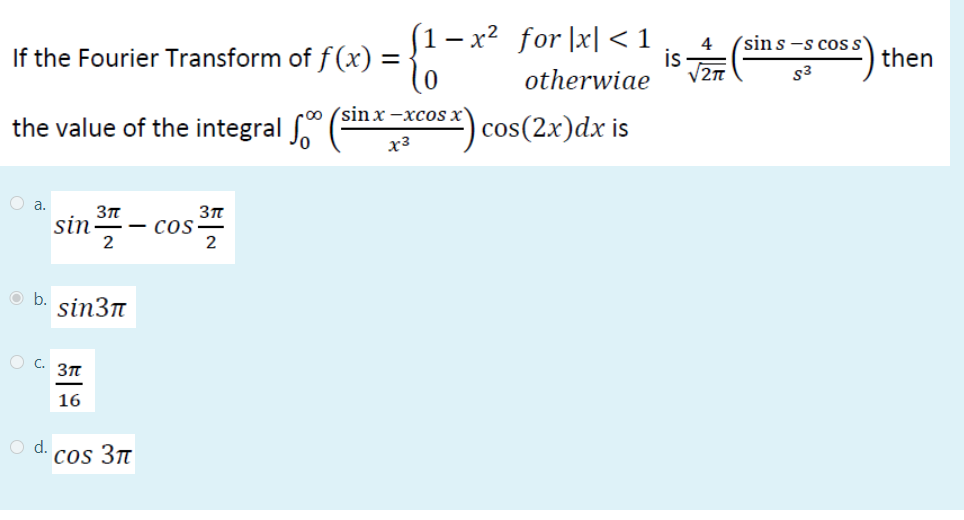 If the Fourier Transform of f(x) = {1 − x² for |x| < 1
{0 otherwiae
is 4/√2π (sin s −s cos s / s³) then
the value of the integral ∫₀^∞ (sin x −xcos x / x³) cos(2x)dx is
a. sin 3π/2 − cos 3π/2
b. sin3π
c. 3π/16
d. cos 3π